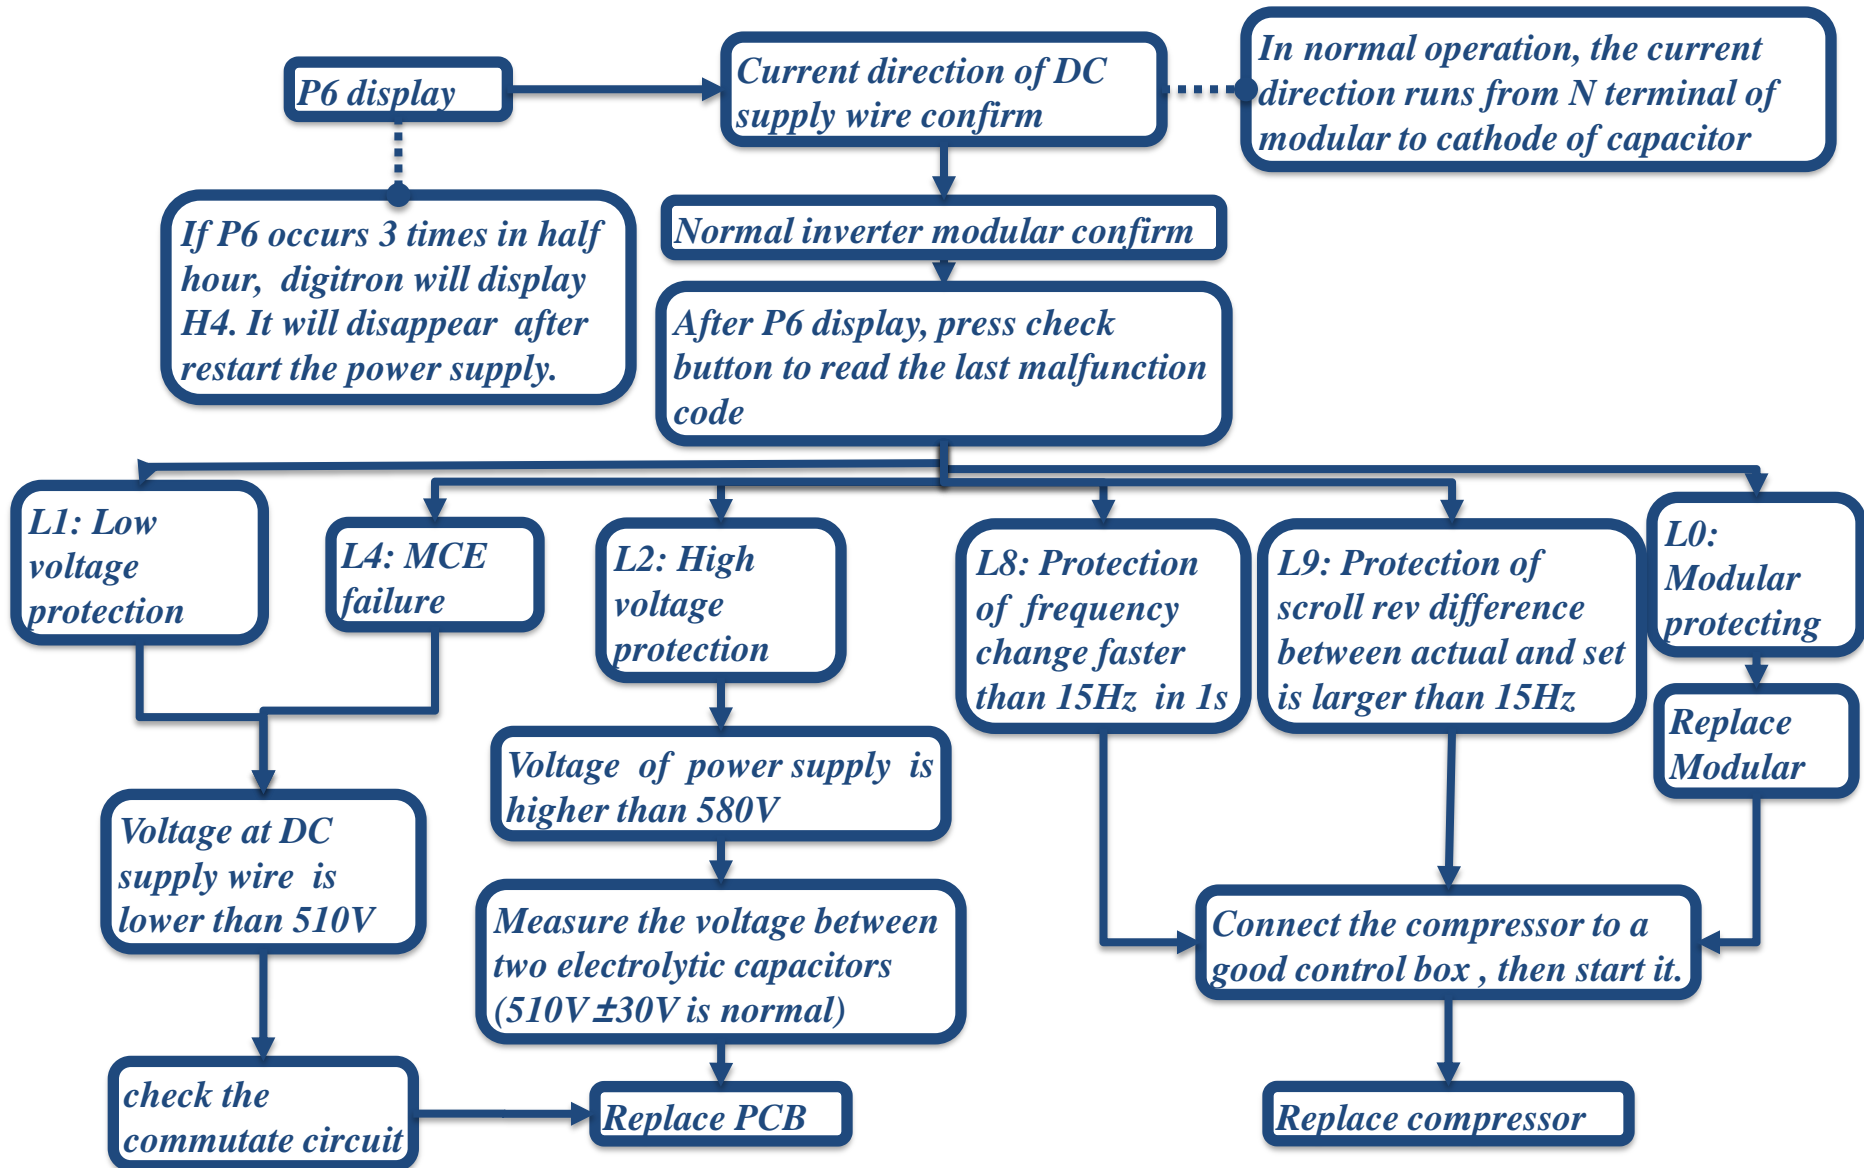 P6 display
Current direction of DC
supply wire confirm
In normal operation, the current
direction runs from N terminal of
modular to cathode of capacitor
If P6 occurs 3 times in half
hour, digitron will display
H4. It will disappear after
restart the power supply.
Normal inverter modular confirm
After P6 display, press check
button to read the last malfunction
code
L1: Low
voltage
protection
L4: MCE
failure
L2: High
voltage
protection
L8: Protection
of frequency
change faster
than 15Hz in 1s
L9: Protection of
scroll rev difference
between actual and set
is larger than 15Hz
L0:
Modular
protecting
Replace
Modular
Voltage of power supply is
higher than 580V
Voltage at DC
supply wire is
lower than 510V
Measure the voltage between
two electrolytic capacitors
(510V ±30V is normal)
Connect the compressor to a
good control box , then start it.
check the
commutate circuit
Replace PCB
Replace compressor